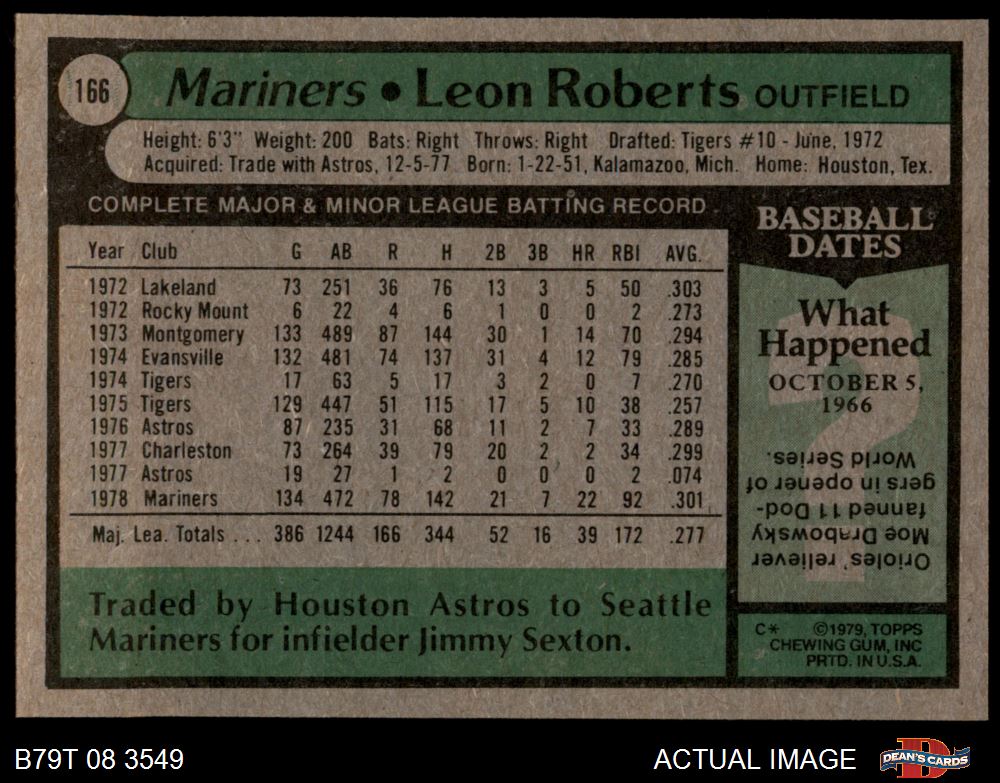 166
Mariners • Leon Roberts OUTFIELD
Height: 6'3" Weight: 200 Bats: Right Throws: Right Drafted: Tigers #10 - June, 1972
Acquired: Trade with Astros, 12-5-77 Born: 1-22-51, Kalamazoo, Mich. Home: Houston, Tex.
COMPLETE MAJOR & MINOR LEAGUE BATTING RECORD
Year Club G AB R H 2B 3B HR RBI AVG.
1972 Lakeland 73 251 36 76 13 3 5 50 .303
1972 Rocky Mount 6 22 4 6 1 0 0 2 .273
1973 Montgomery 133 489 87 144 30 1 14 70 .294
1974 Evansville 132 481 74 137 31 4 12 79 .285
1974 Tigers 17 63 5 17 3 2 0 7 .270
1975 Tigers 129 447 51 115 17 5 10 38 .257
1976 Astros 87 235 31 68 11 2 7 33 .289
1977 Charleston 73 264 39 79 20 2 2 34 .299
1977 Astros 19 27 1 2 0 0 0 2 .074
1978 Mariners 134 472 78 142 21 7 22 92 .301
Maj. Lea. Totals ... 386 1244 166 344 52 16 39 172 .277
Traded by Houston Astros to Seattle
Mariners for infielder Jimmy Sexton.
BASEBALL
DATES
What
Happened
OCTOBER 5,
1966
Orioles' reliever
Moe Drabowsky
fanned 11 Dod-
gers in opener of
World Series.
C* ©1979, TOPPS
CHEWING GUM, INC
PRTD. IN U.S.A.
B79T 08 3549
ACTUAL IMAGE
DEAN'S CARDS